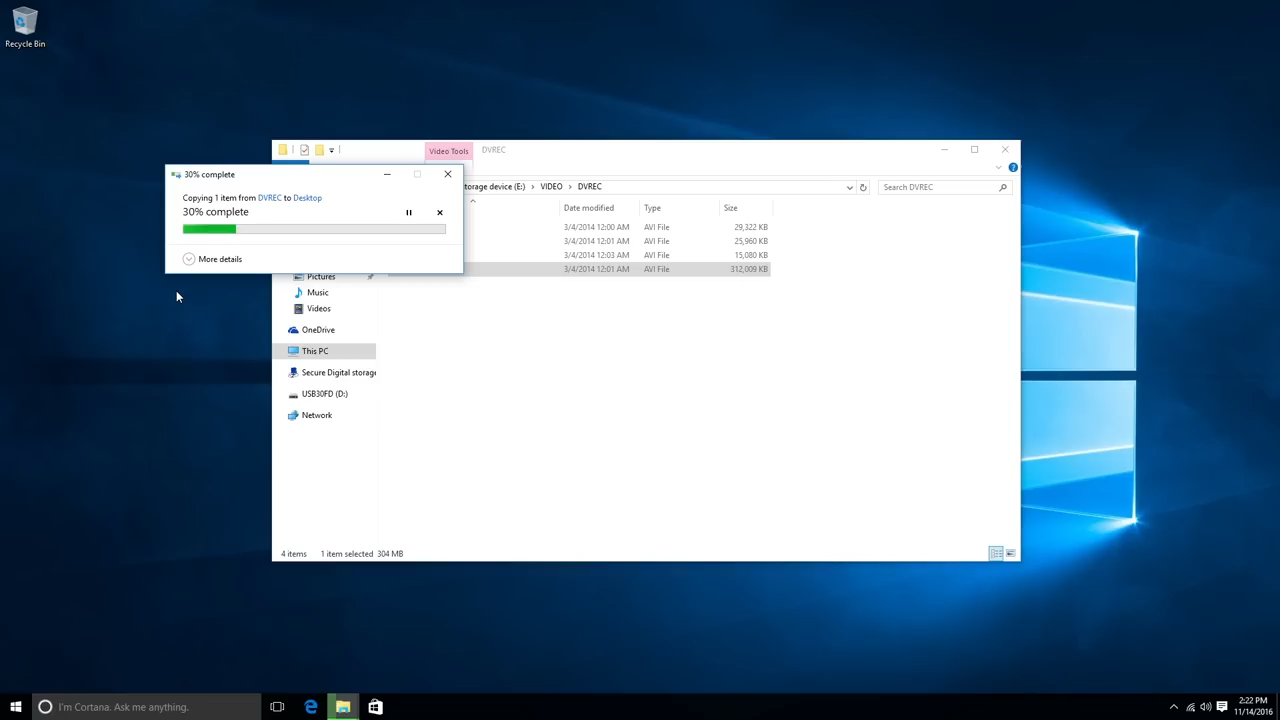 Recycle Bin
Video Tools
DVREC
30% complete
Copying 1 item from DVREC to Desktop
30% complete
More details
torage device (E:) > VIDEO > DVREC
Search DVREC
Date modified Type Size
3/4/2014 12:00 AM AVI File 29,322 KB
3/4/2014 12:01 AM AVI File 25,960 KB
3/4/2014 12:03 AM AVI File 15,080 KB
3/4/2014 12:01 AM AVI File 312,009 KB
Pictures
Music
Videos
OneDrive
This PC
Secure Digital storage
USB30FD (D:)
Network
4 items 1 item selected 304 MB
I'm Cortana. Ask me anything.
2:22 PM
11/14/2016